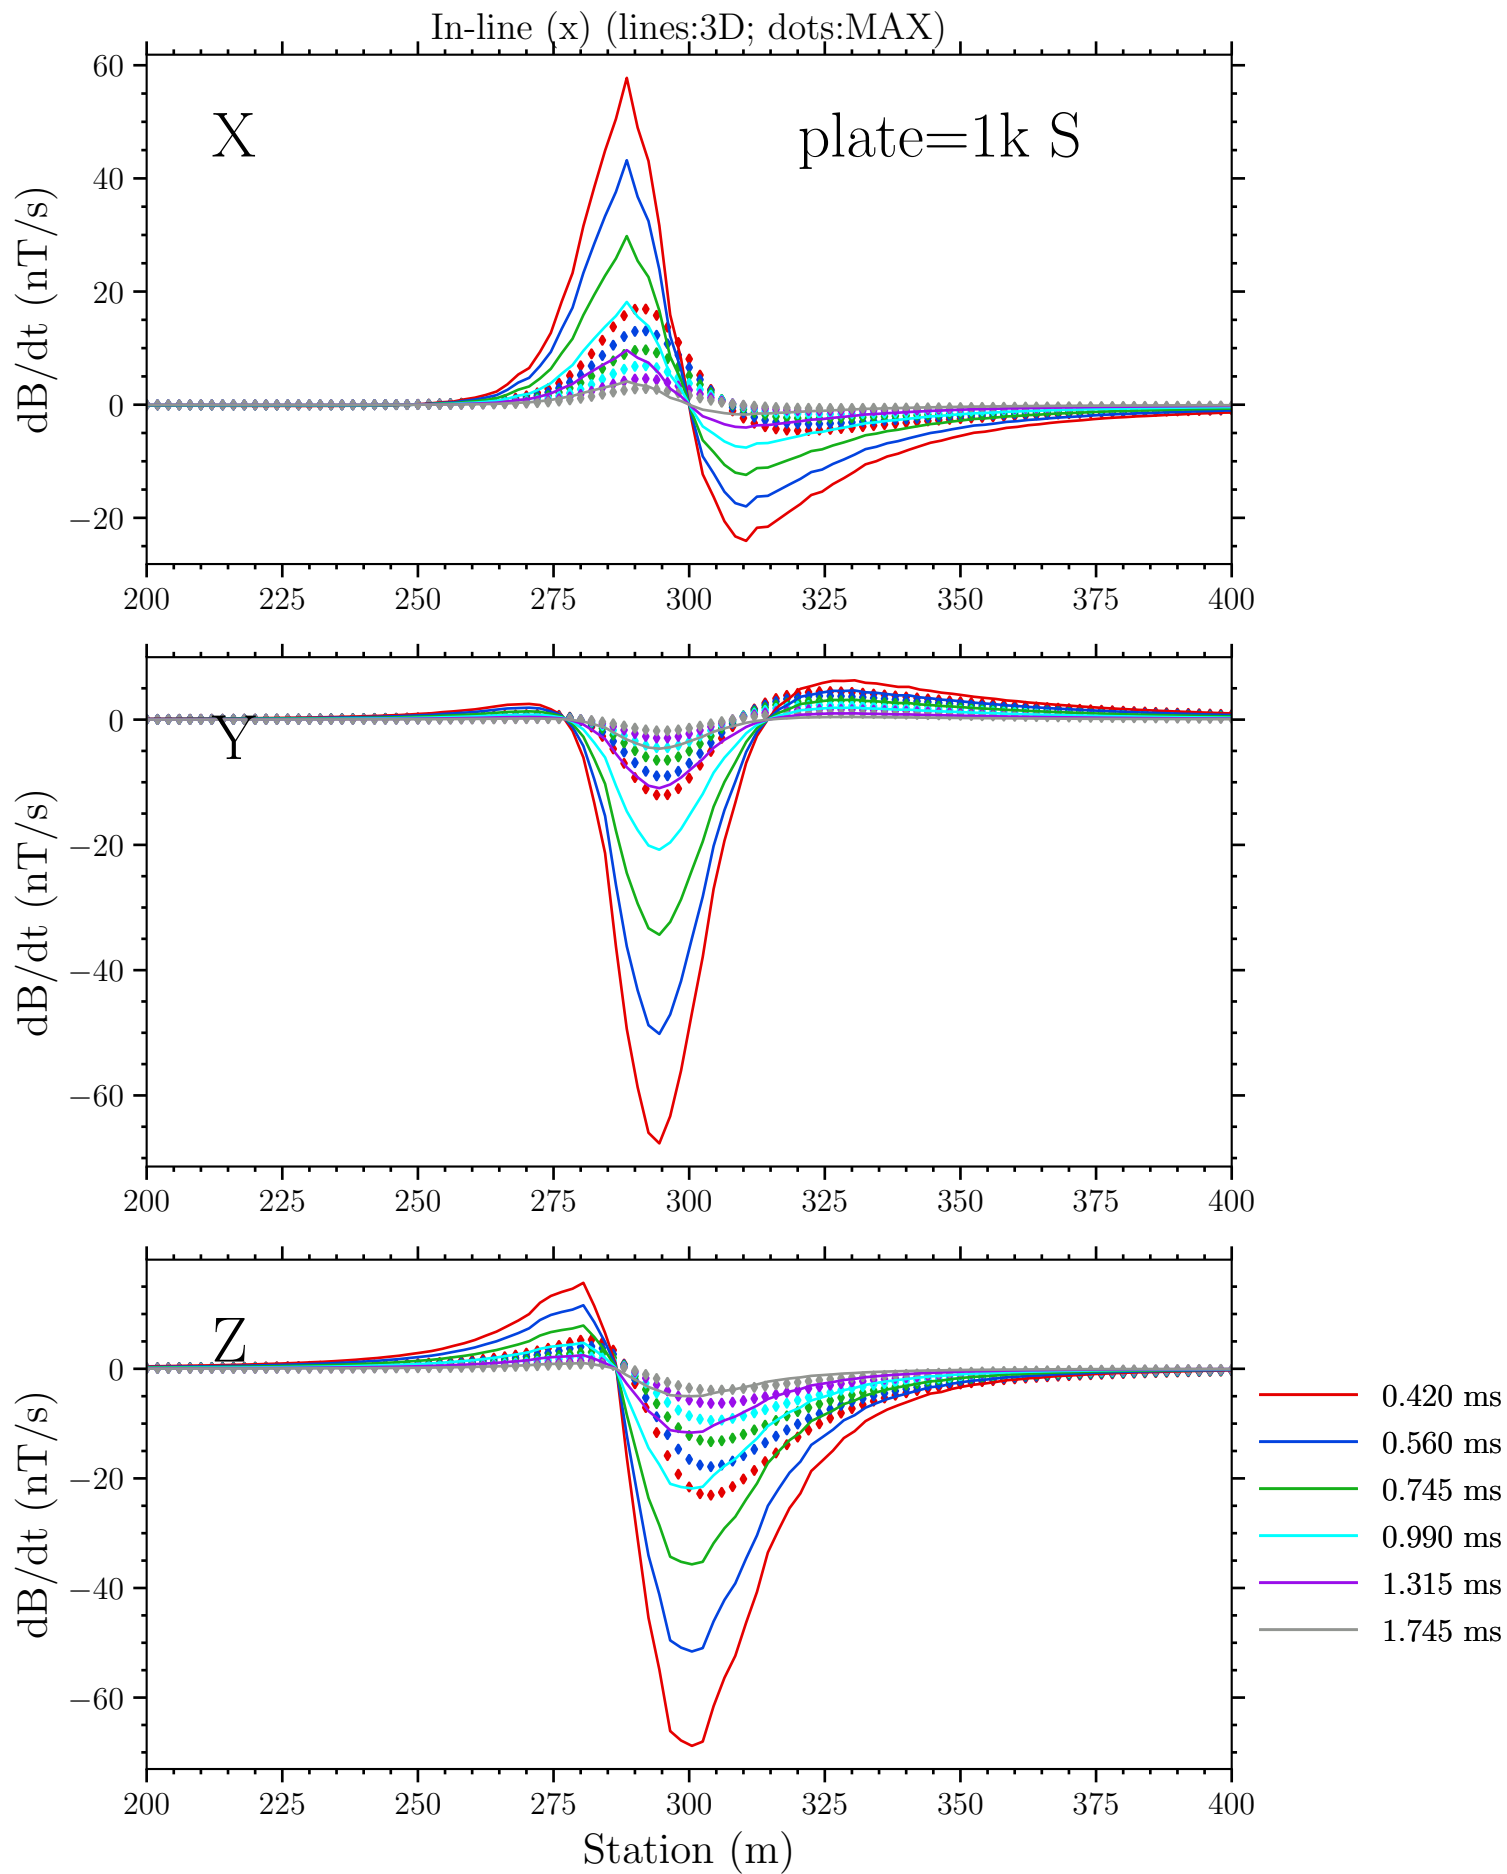 In-line (x) (lines:3D; dots:MAX)
60
40
20
0
−20
dB/dt (nT/s)
X
plate=1k S
200 225 250 275 300 325 350 375 400
0
−20
−40
−60
dB/dt (nT/s)
Y
200 225 250 275 300 325 350 375 400
0
−20
−40
−60
dB/dt (nT/s)
Z
200 225 250 275 300 325 350 375 400
Station (m)
0.420 ms
0.560 ms
0.745 ms
0.990 ms
1.315 ms
1.745 ms